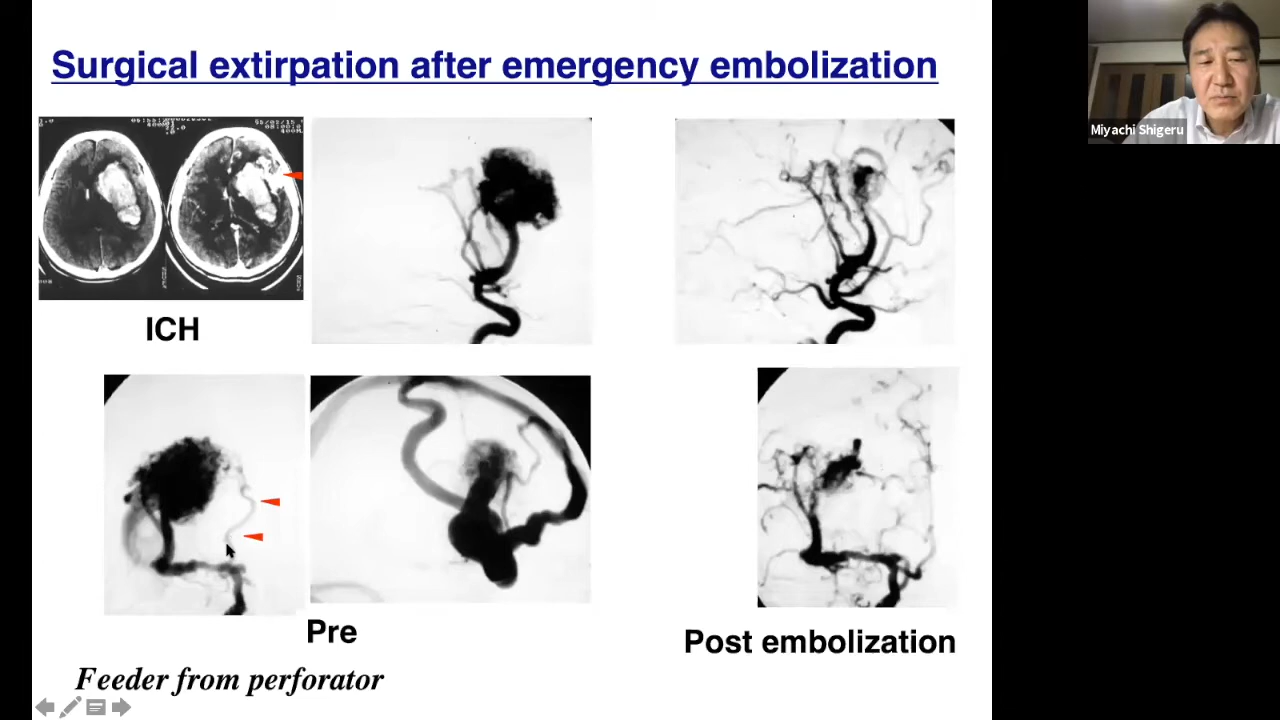 Surgical extirpation after emergency embolization
Miyachi Shigeru
ICH
Pre
Post embolization
Feeder from perforator